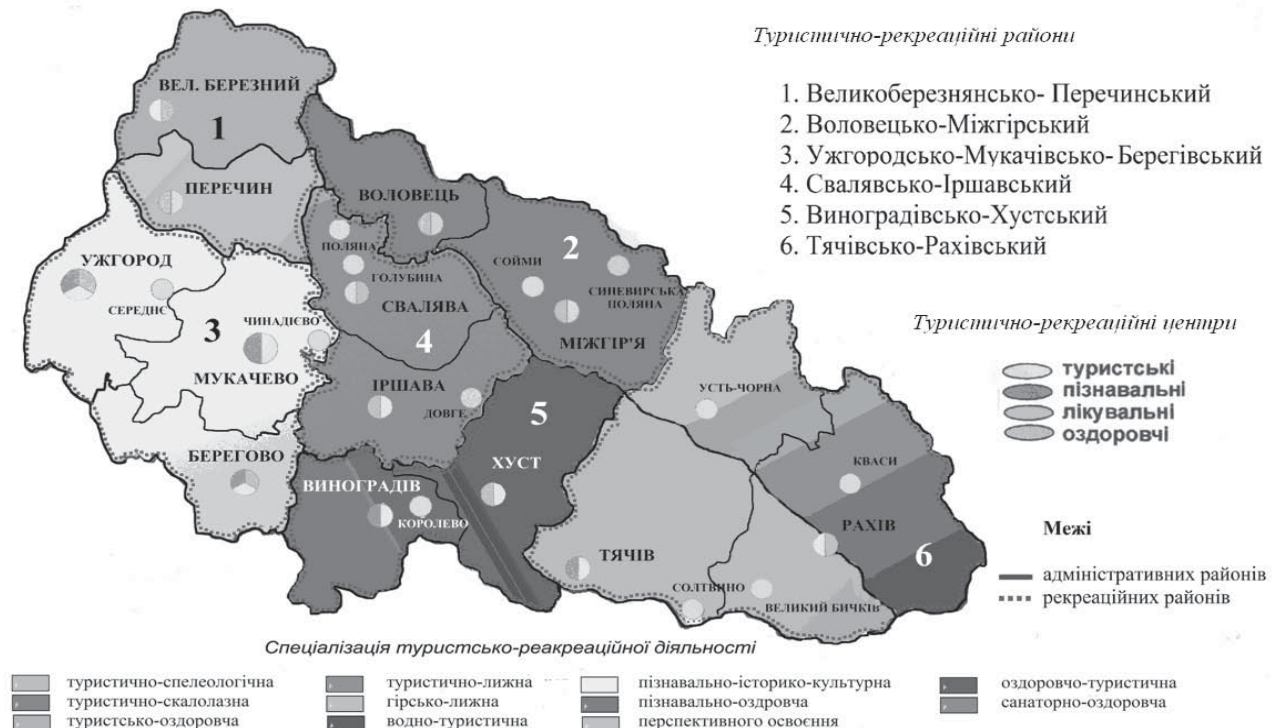 Туристично-рекреаційні райони
1. Великоберезнянсько- Перечинський
2. Воловецько-Міжгірський
3. Ужгородсько-Мукачівсько-Берегівський
4. Свалявсько-Іршавський
5. Виноградівсько-Хустський
6. Тячівсько-Рахівський
ВЕЛ. БЕРЕЗНИЙ
1
ПЕРЕЧИН
ВОЛОВЕЦЬ
ПОЛЯНА
ГОЛУБИНА
СВАЛЯВА
4
2
СОЙМИ
СИНЕВИРСЬКА
ПОЛЯНА
МІЖГІР'Я
УЖГОРОД
СЕРЕДНЄ
3
ЧИНАДІЄВО
МУКАЧЕВО
ІРШАВА
ДОВГЕ
БЕРЕГОВО
ВИНОГРАДІВ
КОРОЛЕВО
5
ХУСТ
УСТЬ-ЧОРНА
КВАСИ
РАХІВ
6
ТЯЧІВ
СОЛТВИНО
ВЕЛИКИЙ БИЧКІВ
Туристично-рекреаційні центри
туристські
пізнавальні
лікувальні
оздоровчі
Межі
адміністративних районів
рекреаційних районів
Спеціалізація туристсько-реакреаційної діяльності
туристично-спелеологічна
туристично-скалолазна
туристсько-оздоровча
туристично-лижна
гірсько-лижна
водно-туристична
пізнавально-історико-культурна
пізнавально-оздровча
перспективного освоєння
оздоровчо-туристична
санаторно-оздоровча